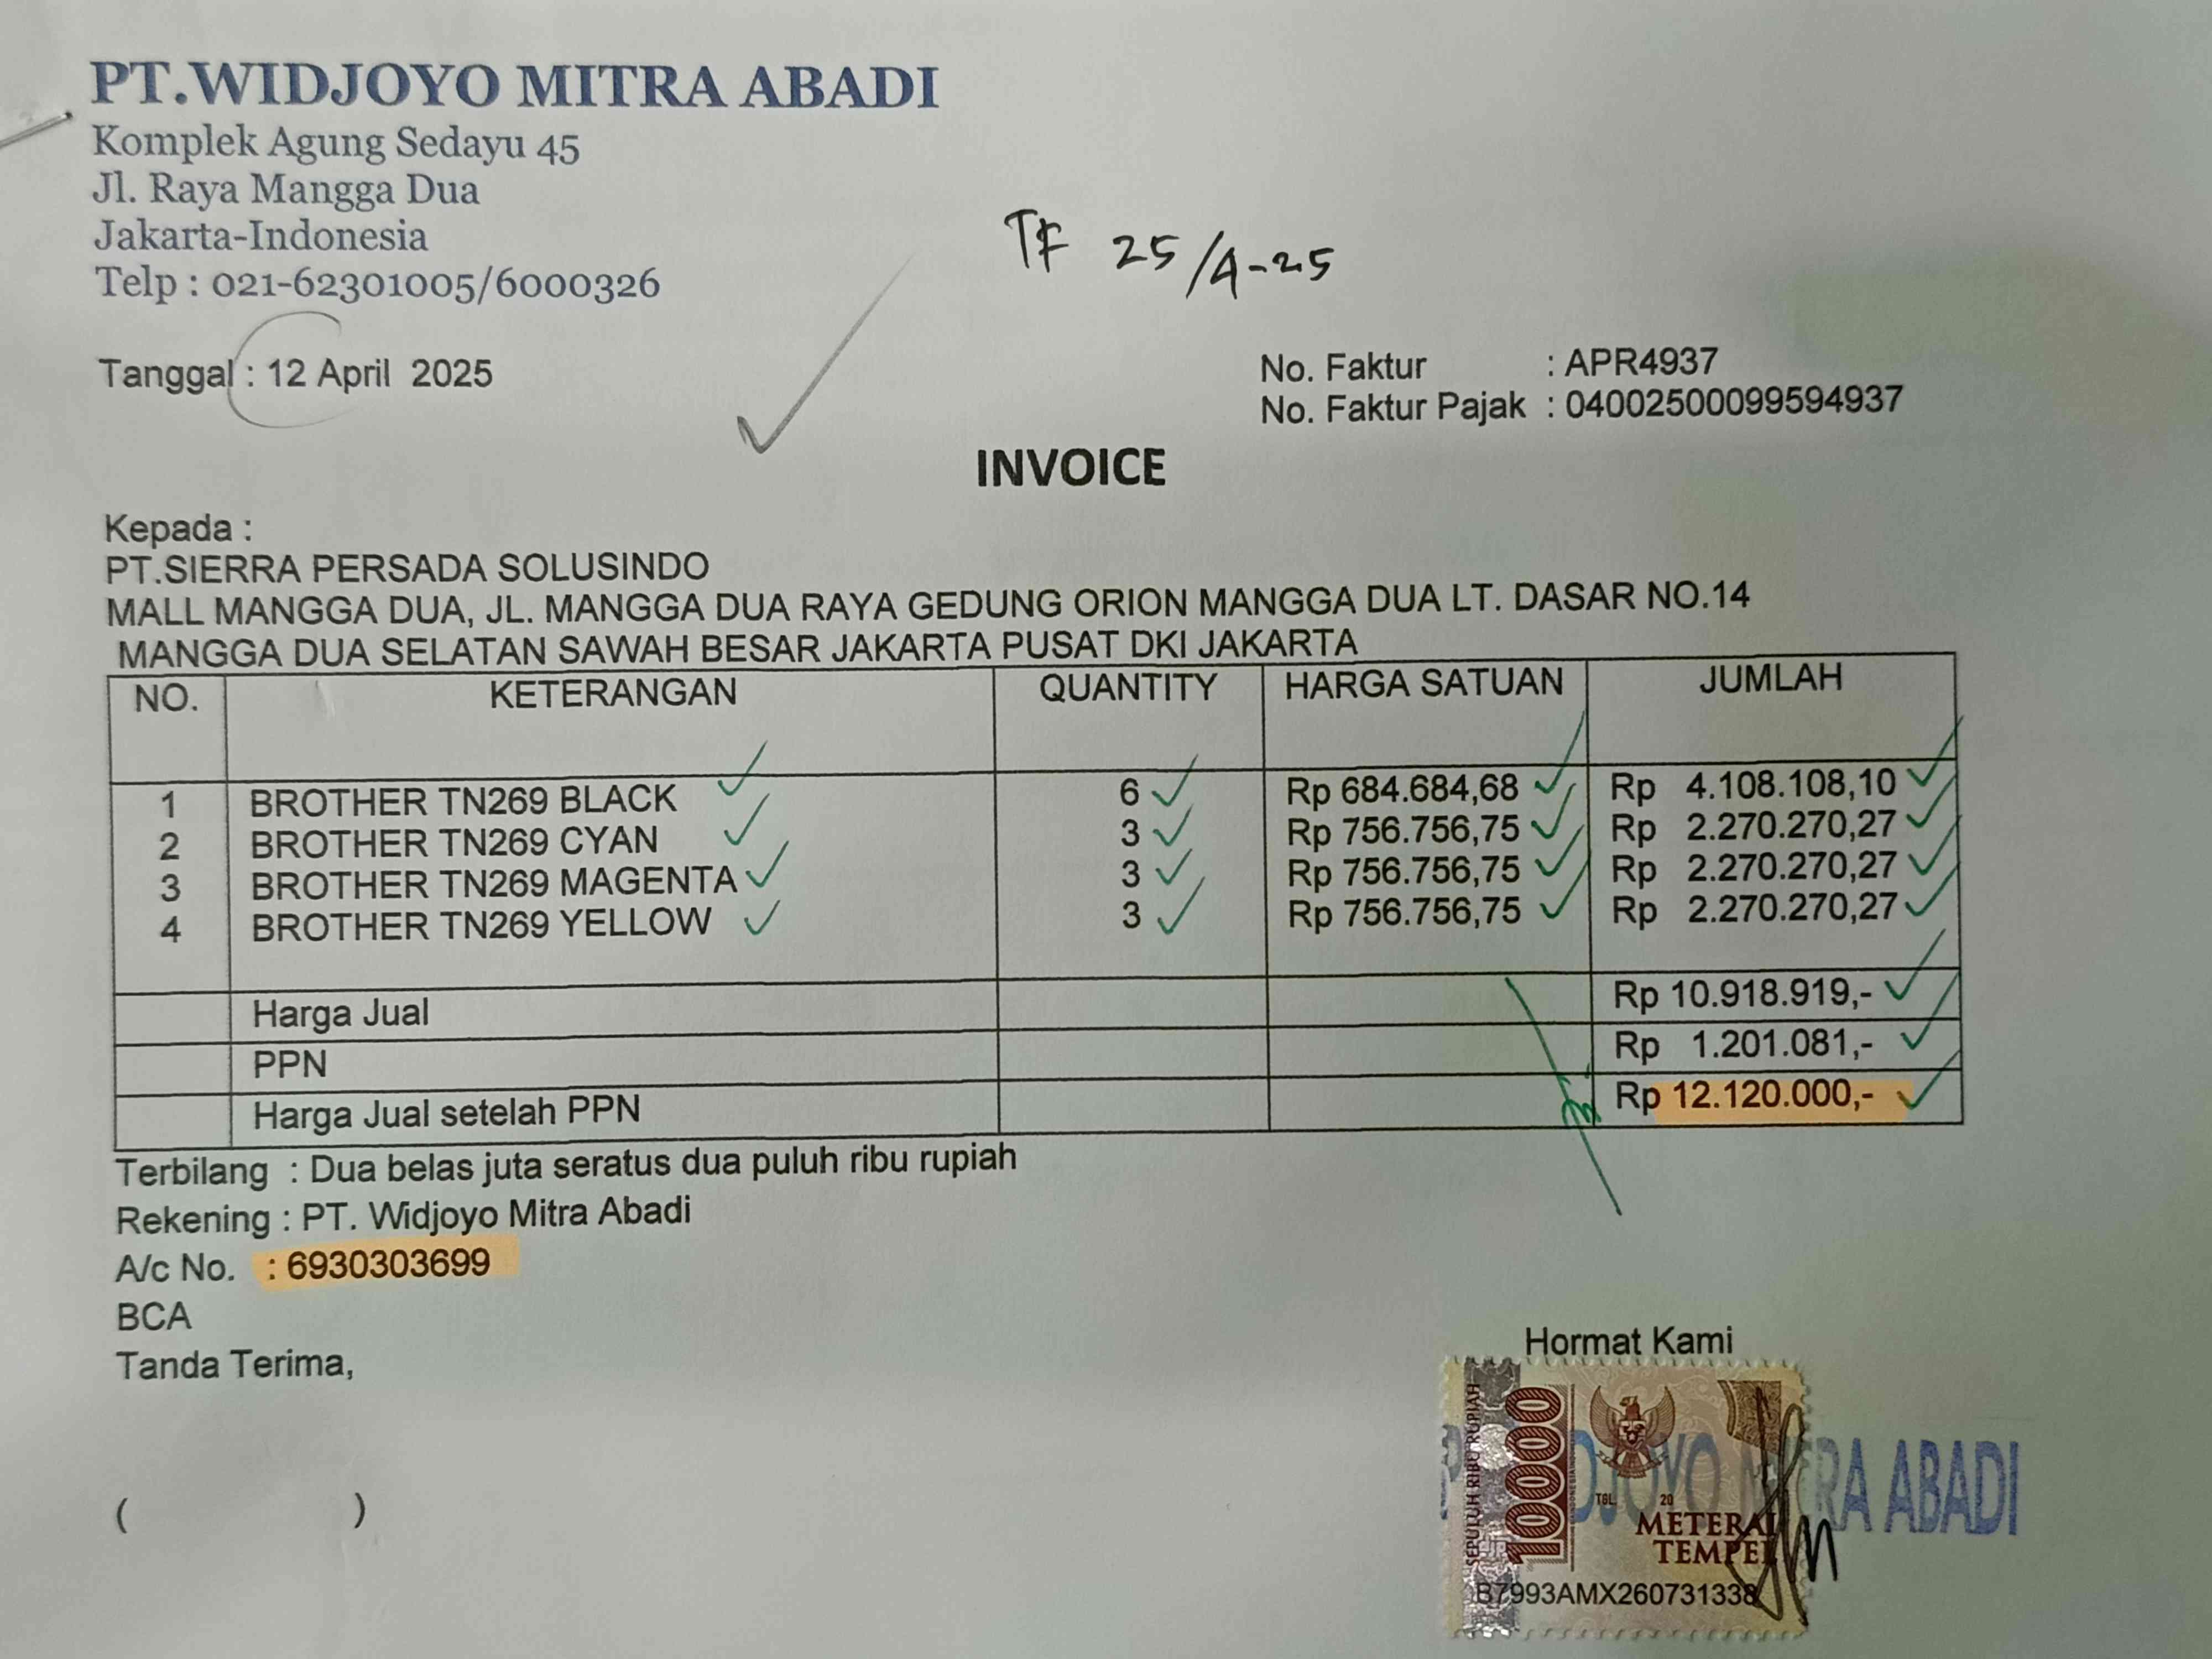 PT.WIDJOYO MITRA ABADI
Komplek Agung Sedayu 45
Jl. Raya Mangga Dua
Jakarta-Indonesia
Telp : 021-62301005/6000326
TF 25/4-25
Tanggal : 12 April 2025
No. Faktur : APR4937
No. Faktur Pajak : 04002500099594937
INVOICE
Kepada :
PT.SIERRA PERSADA SOLUSINDO
MALL MANGGA DUA, JL. MANGGA DUA RAYA GEDUNG ORION MANGGA DUA LT. DASAR NO.14
MANGGA DUA SELATAN SAWAH BESAR JAKARTA PUSAT DKI JAKARTA
NO. KETERANGAN QUANTITY HARGA SATUAN JUMLAH
1 BROTHER TN269 BLACK 6 Rp 684.684,68 Rp 4.108.108,10
2 BROTHER TN269 CYAN 3 Rp 756.756,75 Rp 2.270.270,27
3 BROTHER TN269 MAGENTA 3 Rp 756.756,75 Rp 2.270.270,27
4 BROTHER TN269 YELLOW 3 Rp 756.756,75 Rp 2.270.270,27
Harga Jual Rp 10.918.919,-
PPN Rp 1.201.081,-
Harga Jual setelah PPN Rp 12.120.000,-
Terbilang : Dua belas juta seratus dua puluh ribu rupiah
Rekening : PT. Widjoyo Mitra Abadi
A/c No. : 6930303699
BCA
Tanda Terima,
Hormat Kami
( )
SEPULUH RIBU RUPIAH
10000
TGL. 20
METERAI
TEMPEL
B7993AMX260731338
RA ABADI